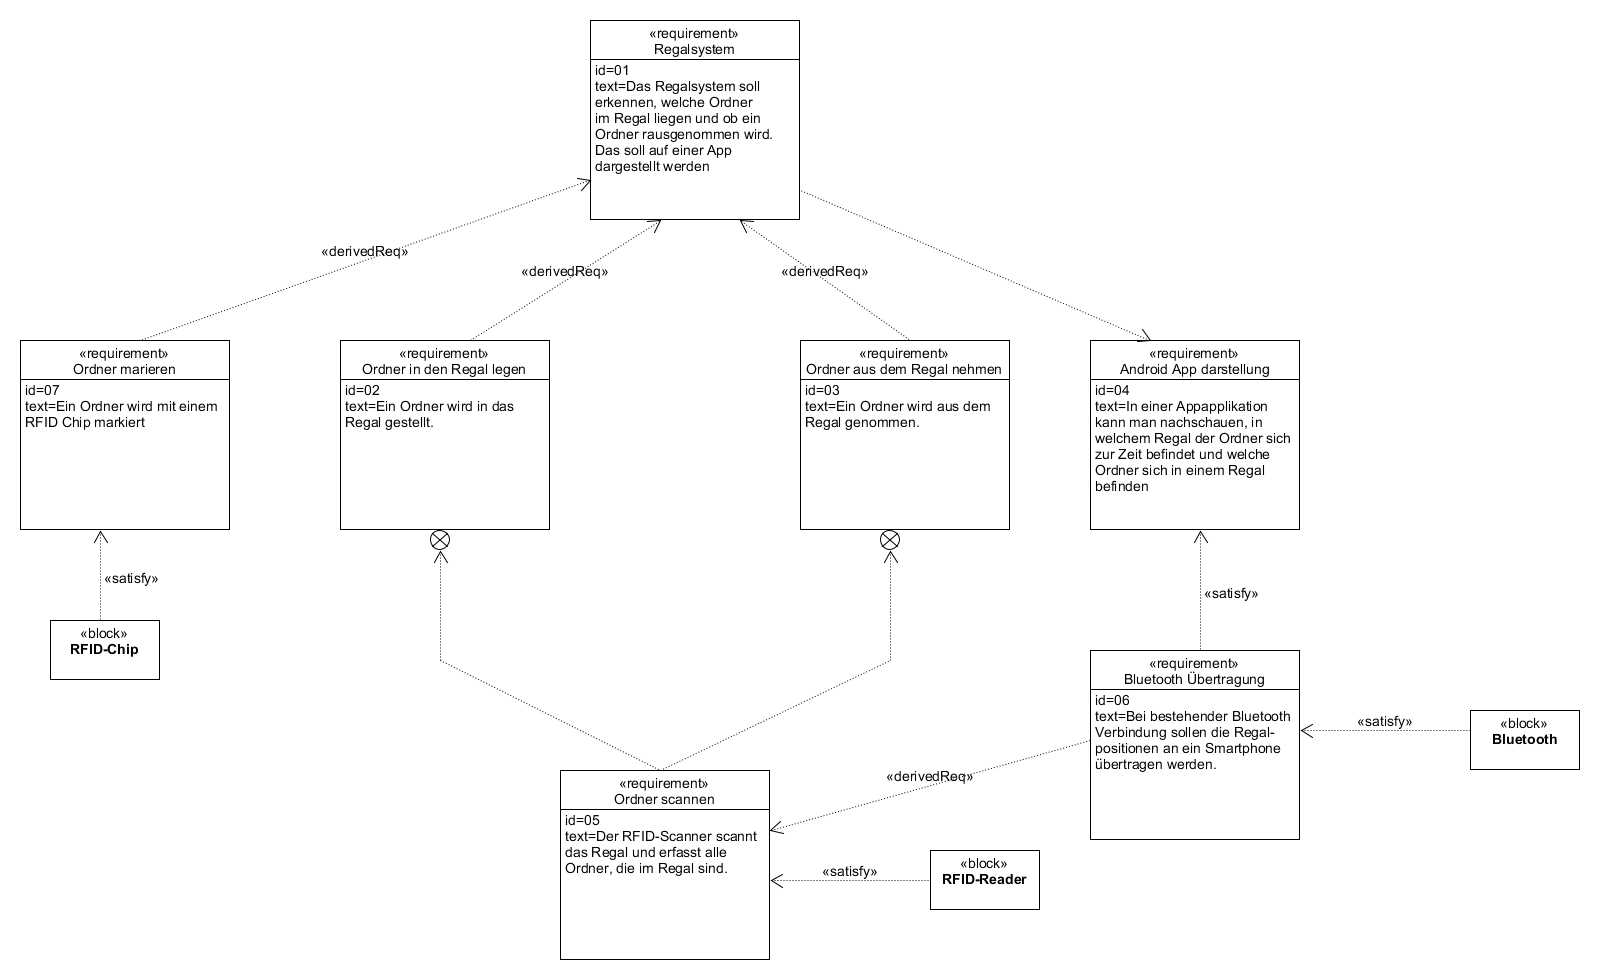 «requirement»
Regalsystem
id=01
text=Das Regalsystem soll
erkennen, welche Ordner
im Regal liegen und ob ein
Ordner rausgenommen wird.
Das soll auf einer App
dargestellt werden
«derivedReq»
«derivedReq»
«derivedReq»
«requirement»
Ordner marieren
id=07
text=Ein Ordner wird mit einem
RFID Chip markiert
«requirement»
Ordner in den Regal legen
id=02
text=Ein Ordner wird in das
Regal gestellt.
«requirement»
Ordner aus dem Regal nehmen
id=03
text=Ein Ordner wird aus dem
Regal genommen.
«requirement»
Android App darstellung
id=04
text=In einer Appapplikation
kann man nachschauen, in
welchem Regal der Ordner sich
zur Zeit befindet und welche
Ordner sich in einem Regal
befinden
«satisfy»
«satisfy»
«block»
RFID-Chip
«requirement»
Bluetooth Übertragung
id=06
text=Bei bestehender Bluetooth
Verbindung sollen die Regal-
positionen an ein Smartphone
übertragen werden.
«satisfy»
«block»
Bluetooth
«derivedReq»
«requirement»
Ordner scannen
id=05
text=Der RFID-Scanner scannt
das Regal und erfasst alle
Ordner, die im Regal sind.
«satisfy»
«block»
RFID-Reader